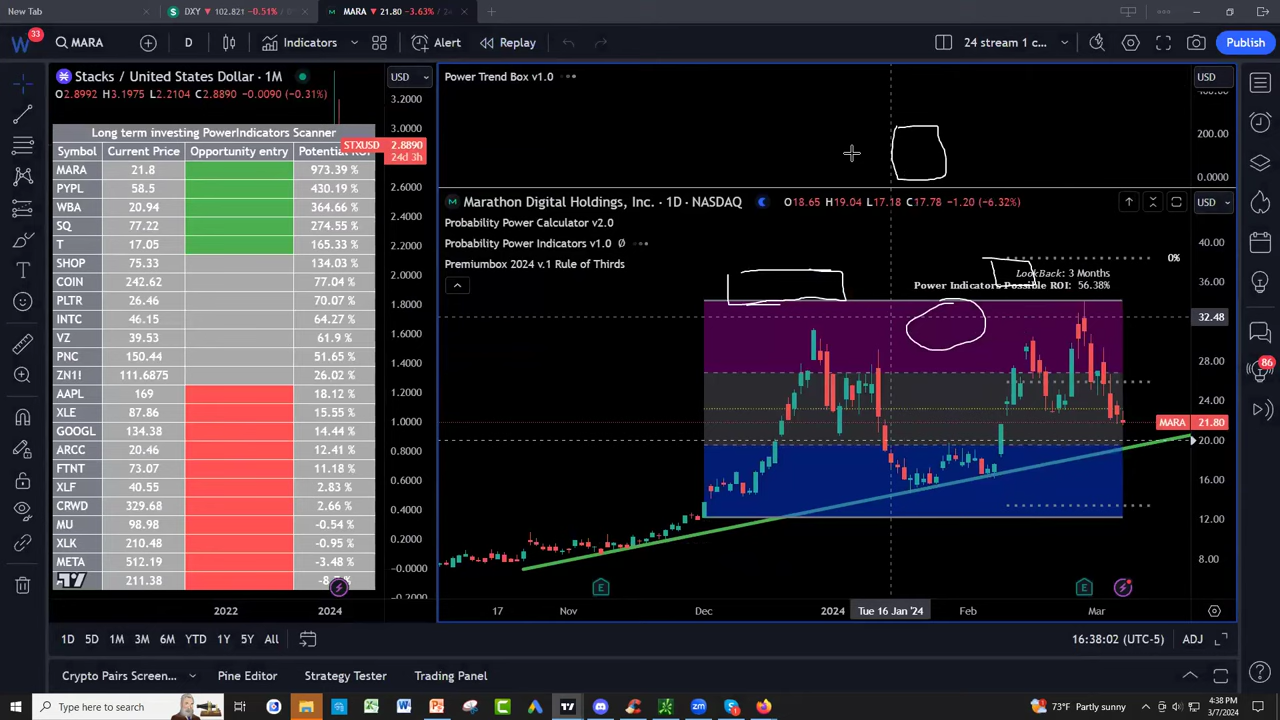 New Tab
DXY ▼ 102.821 −0.51% /
MARA ▼ 21.80 −3.63%
33
MARA
D
Indicators
Alert
Replay
24 stream 1 c...
Publish
Stacks / United States Dollar · 1M
USD
O2.8992 H3.1975 L2.2104 C2.8890 −0.0090 (−0.31%)
Long term investing PowerIndicators Scanner
Symbol Current Price Opportunity entry
MARA 21.8 973.39 %
PYPL 58.5 430.19 %
WBA 20.94 364.66 %
SQ 77.22 274.55 %
T 17.05 165.33 %
SHOP 75.33 134.03 %
COIN 242.62 107.61 %
PLTR 26.46 70.07 %
INTC 46.15 64.27 %
VZ 39.53 61.9 %
PNC 150.44 51.65 %
ZN1! 111.6875 26.02 %
AAPL 169 18.12 %
XLE 87.86 15.55 %
GOOGL 134.38 14.44 %
ARCC 20.46 12.48 %
FTNT 73.07 11.18 %
XLF 40.55 2.83 %
CRWD 329.68 2.66 %
MU 98.98 -0.54 %
XLK 210.48 -0.95 %
META 512.19 -3.48 %
211.38
3.2000
3.0000
STXUSD 2.8890
24d 3h
2.6000
2.4000
2.2000
2.0000
1.8000
1.6000
1.4000
1.2000
1.0000
0.8000
0.6000
0.4000
0.2000
−0.0000
−0.200
2022
2024
Power Trend Box v1.0
USD
400.00
200.00
0.0000
Marathon Digital Holdings, Inc. · 1D · NASDAQ
O18.65 H19.04 L17.18 C17.78 −1.20 (−6.32%)
USD
Probability Power Calculator v2.0
Probability Power Indicators v1.0 Ø
Premiumbox 2024 v.1 Rule of Thirds
0%
LookBack: 3 Months
Power Indicators Possible ROI: 56.38%
40.00
36.00
32.48
28.00
24.00
MARA 21.80
20.00
16.00
12.00
8.00
E
E
17
Nov
Dec
2024
Tue 16 Jan '24
Feb
Mar
86
1D 5D 1M 3M 6M YTD 1Y 5Y All
16:38:02 (UTC-5)
ADJ
Crypto Pairs Screen...
Pine Editor
Strategy Tester
Trading Panel
Type here to search
73°F Partly sunny
4:38 PM
3/7/2024